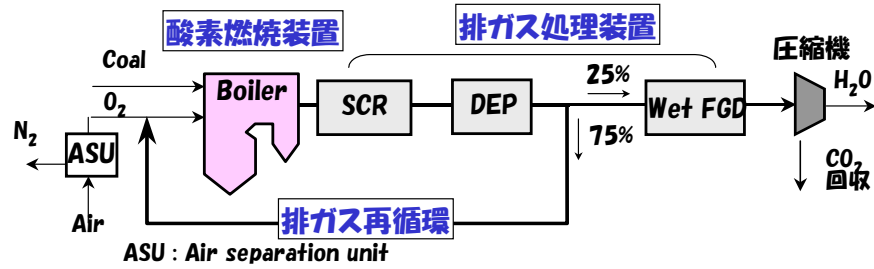 酸素燃焼装置
排ガス処理装置
Coal
O₂
Boiler
SCR
DEP
25%
75%
Wet FGD
圧縮機
H₂O
CO₂
回収
N₂
ASU
Air
排ガス再循環
ASU : Air separation unit